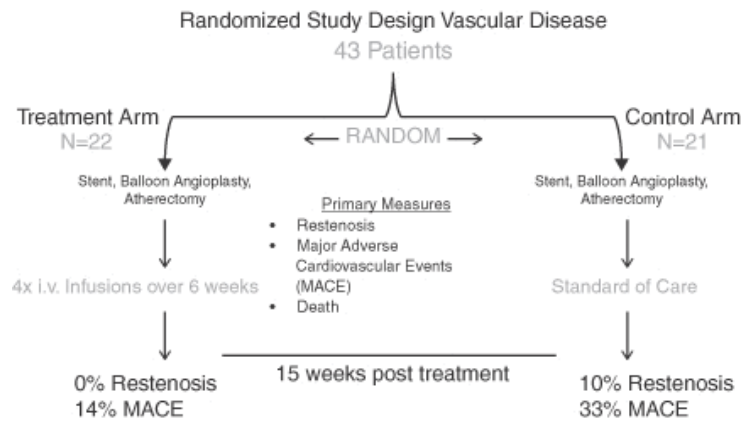 Randomized Study Design Vascular Disease
43 Patients
Treatment Arm
N=22
RANDOM
Control Arm
N=21
Stent, Balloon Angioplasty,
Atherectomy
Stent, Balloon Angioplasty,
Atherectomy
Primary Measures
• Restenosis
• Major Adverse
Cardiovascular Events
(MACE)
• Death
4x i.v. Infusions over 6 weeks
Standard of Care
15 weeks post treatment
0% Restenosis
14% MACE
10% Restenosis
33% MACE